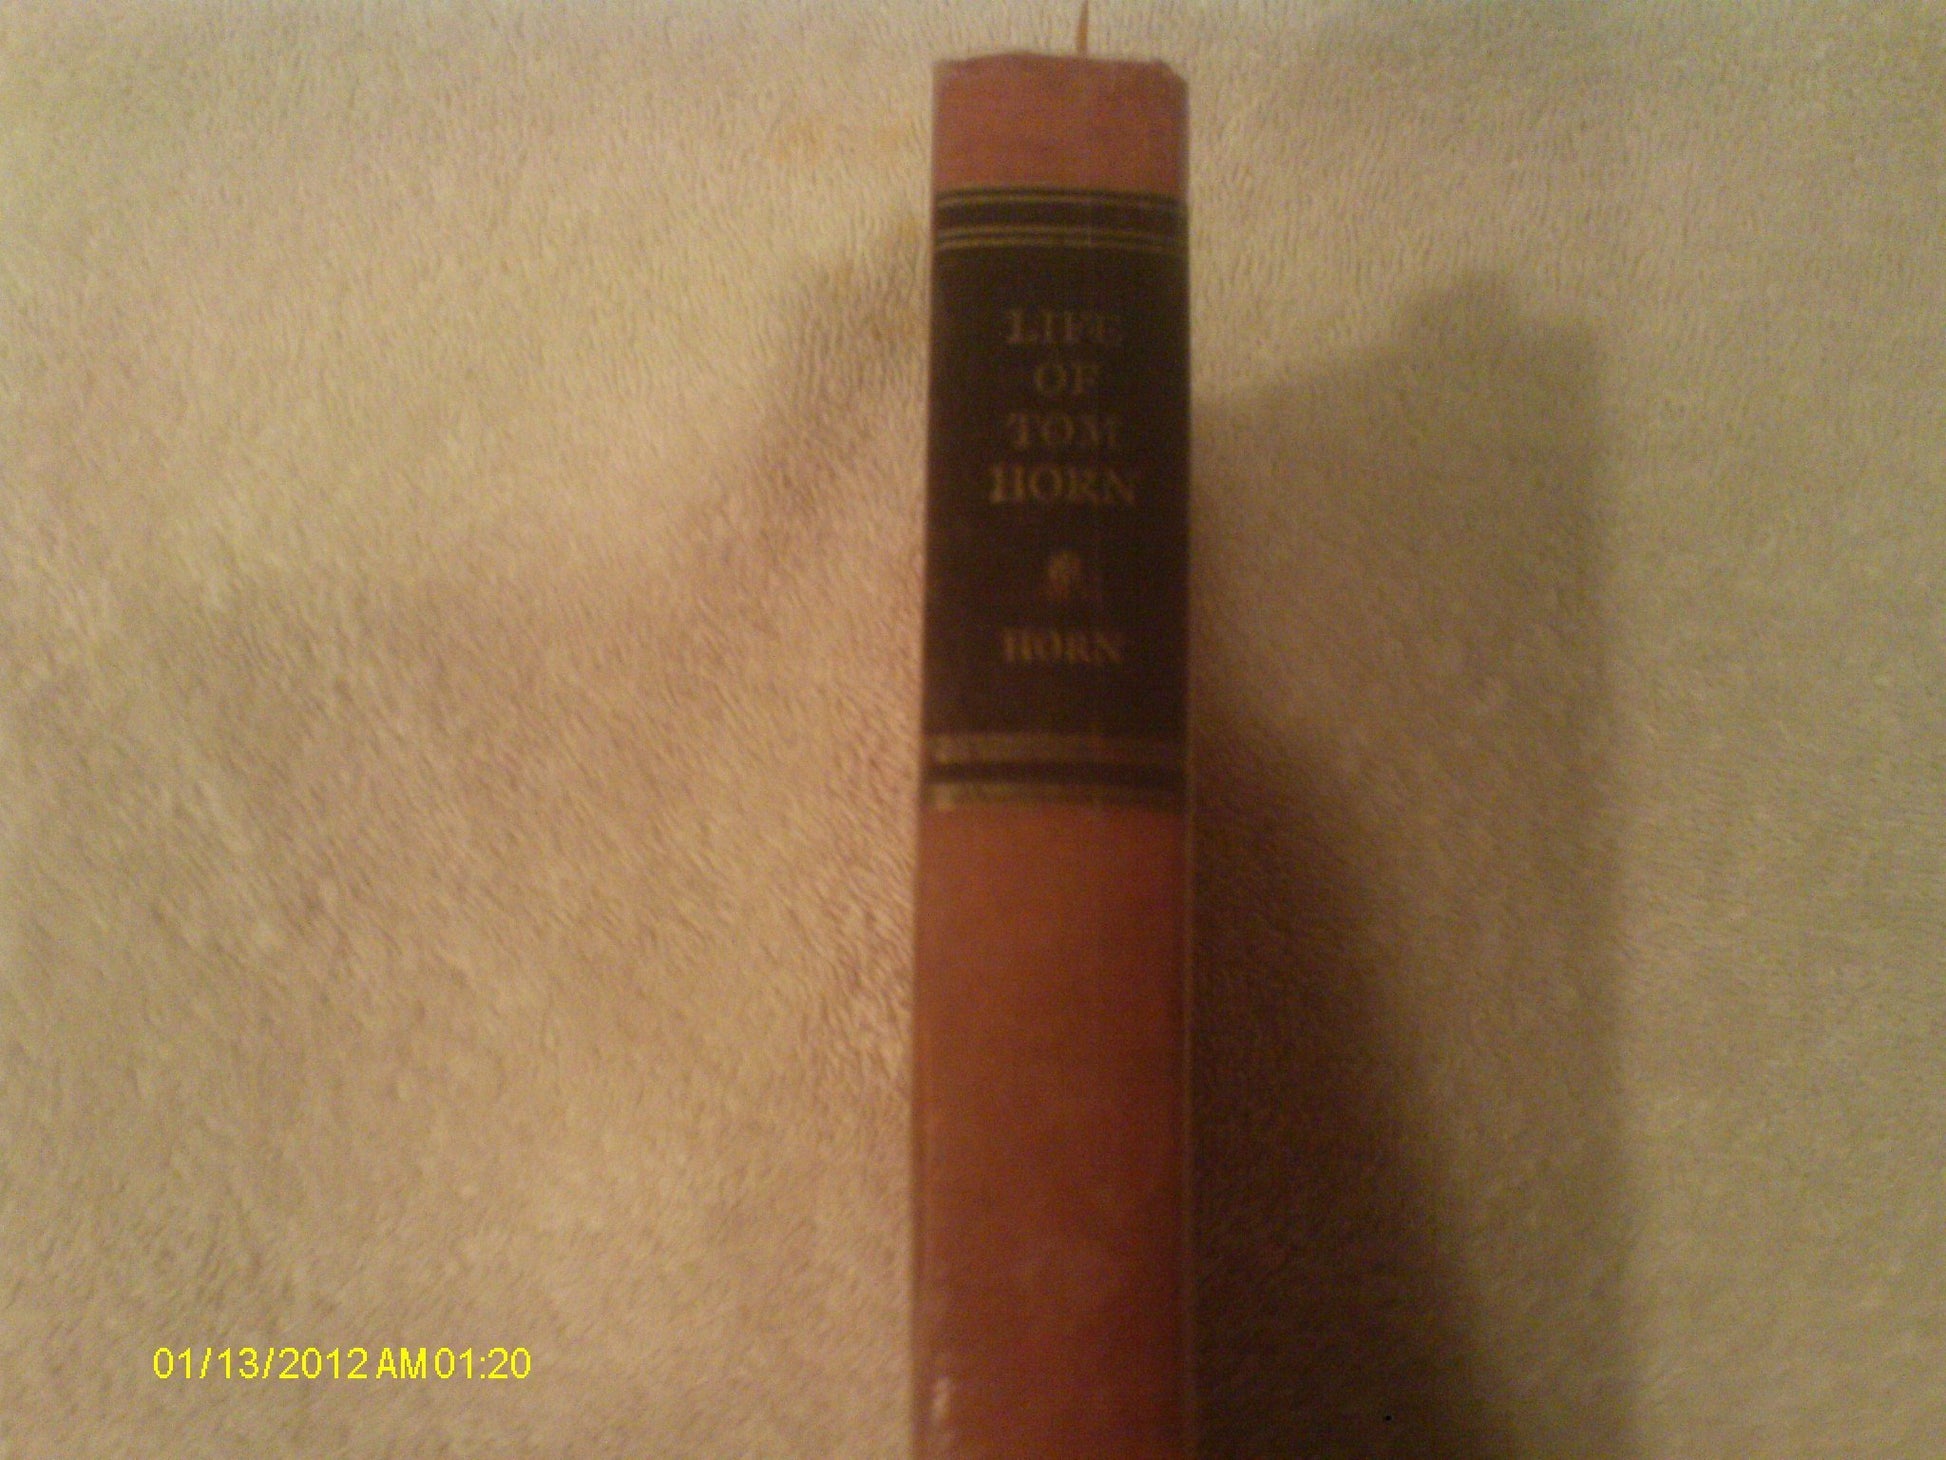 LIFE
OF
TOM
HORN
HORN
01/13/2012 AM 01:20